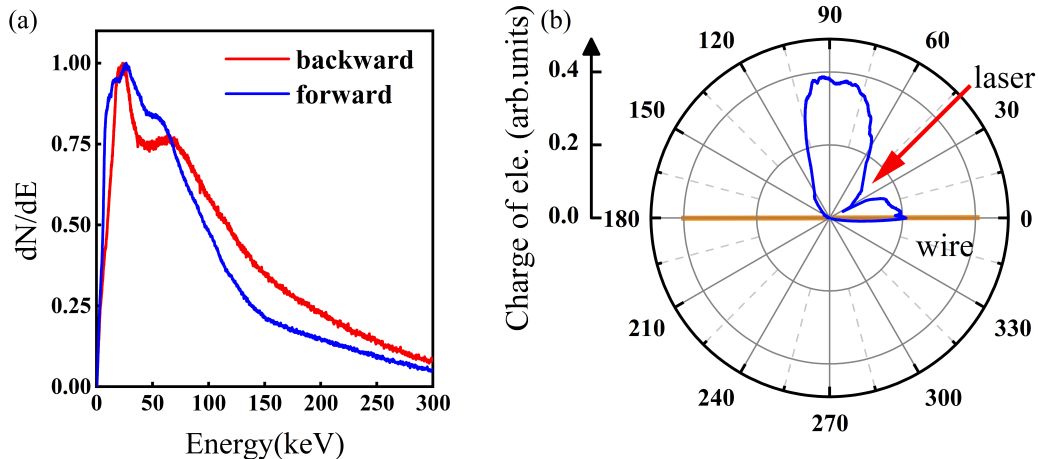 (a)
1.00
0.75
0.50
0.25
0.00
dN/dE
backward
forward
0 50 100 150 200 250 300
Energy(keV)
(b)
Charge of ele. (arb.units)
0.4
0.2
0.0
90
120 60
150 30
180 0
210 330
240 300
270
laser
wire